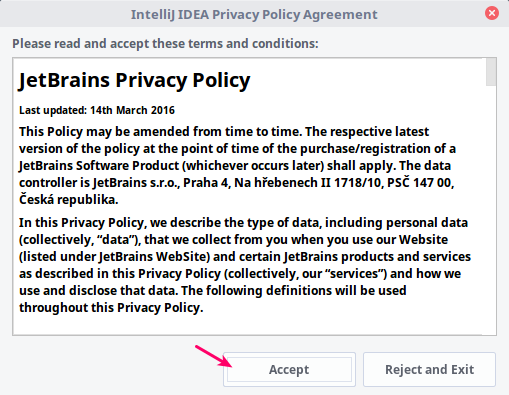 IntelliJ IDEA Privacy Policy Agreement
Please read and accept these terms and conditions:
JetBrains Privacy Policy
Last updated: 14th March 2016
This Policy may be amended from time to time. The respective latest
version of the policy at the point of time of the purchase/registration of a
JetBrains Software Product (whichever occurs later) shall apply. The data
controller is JetBrains s.r.o., Praha 4, Na hřebenech II 1718/10, PSČ 147 00,
Česká republika.
In this Privacy Policy, we describe the type of data, including personal data
(collectively, “data”), that we collect from you when you use our Website
(listed under JetBrains WebSite) and certain JetBrains products and services
as described in this Privacy Policy (collectively, our “services”) and how we
use and disclose that data. The following definitions will be used
throughout this Privacy Policy.
Accept
Reject and Exit